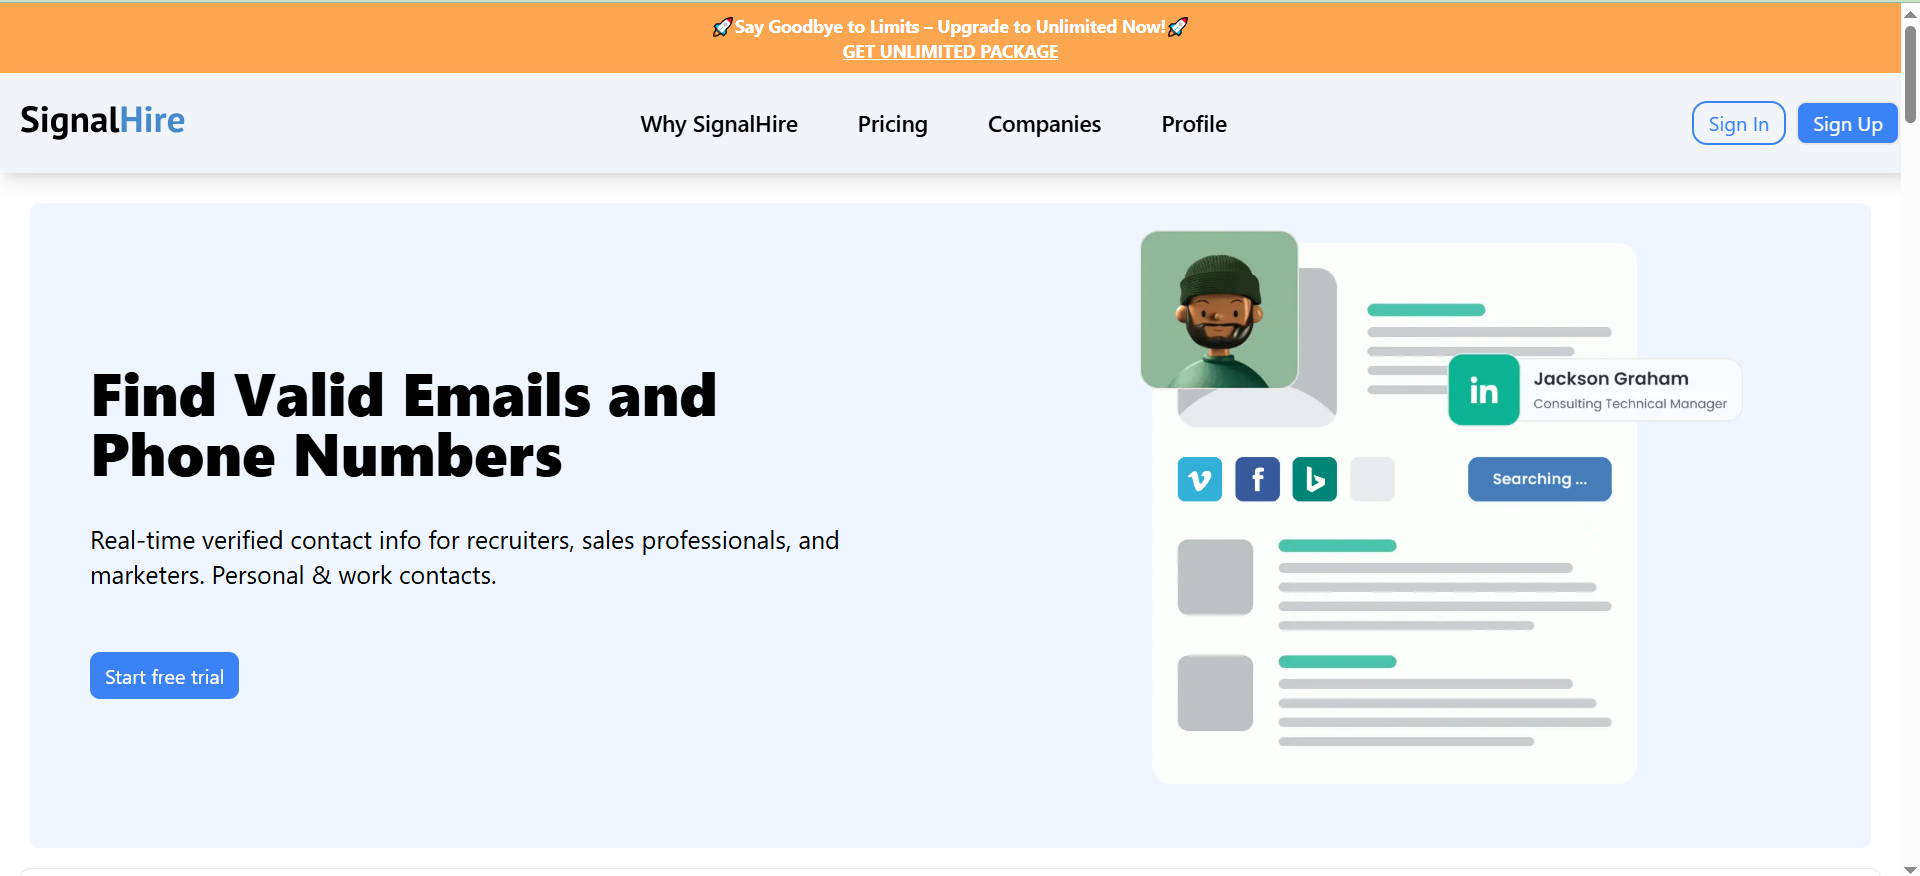 🚀Say Goodbye to Limits – Upgrade to Unlimited Now!🚀
GET UNLIMITED PACKAGE
SignalHire
Why SignalHire
Pricing
Companies
Profile
Sign In
Sign Up
Find Valid Emails and
Phone Numbers
Real-time verified contact info for recruiters, sales professionals, and
marketers. Personal & work contacts.
Start free trial
in
Jackson Graham
Consulting Technical Manager
Searching ...